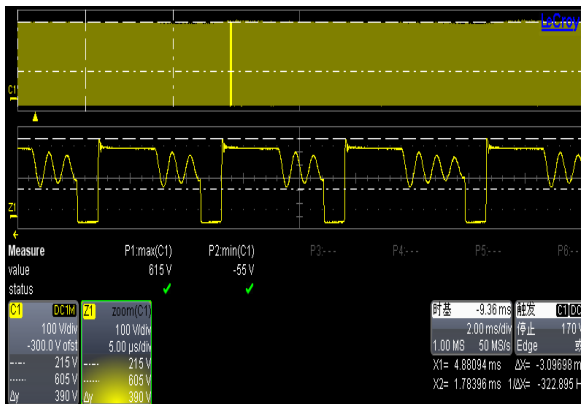 LeCroy
C1
Z1
Measure P1:max(C1) P2:min(C1) P3:--- P4:--- P5:--- P6:---
value 615 V -55 V
status
C1 DC1M
100 V/div
-300.0 V ofst
215 V
605 V
Δy 390 V
Z1 zoom(C1)
100 V/div
5.00 µs/div
215 V
605 V
Δy 390 V
时基 -9.36 ms
2.00 ms/div
1.00 MS 50 MS/s
触发 C1 DC
停止 170 V
Edge 或
X1= 4.88094 ms ΔX= -3.09698 m
X2= 1.78396 ms 1/ΔX= -322.895 H